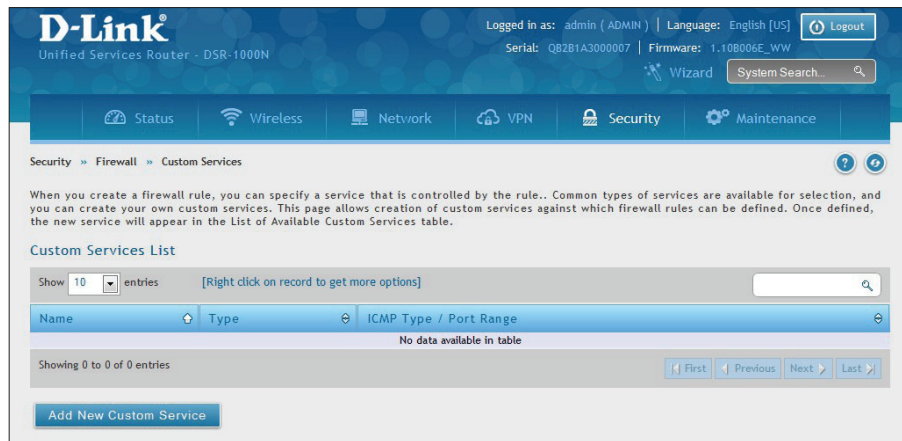 D-Link
Unified Services Router - DSR-1000N
Logged in as: admin ( ADMIN ) | Language: English [US]
Logout
Serial: QB2B1A3000007 | Firmware: 1.10B006E_WW
Wizard
System Search...
Status
Wireless
Network
VPN
Security
Maintenance
Security » Firewall » Custom Services
When you create a firewall rule, you can specify a service that is controlled by the rule.. Common types of services are available for selection, and
you can create your own custom services. This page allows creation of custom services against which firewall rules can be defined. Once defined,
the new service will appear in the List of Available Custom Services table.
Custom Services List
Show 10 entries [Right click on record to get more options]
Name Type ICMP Type / Port Range
No data available in table
Showing 0 to 0 of 0 entries
First Previous Next Last
Add New Custom Service